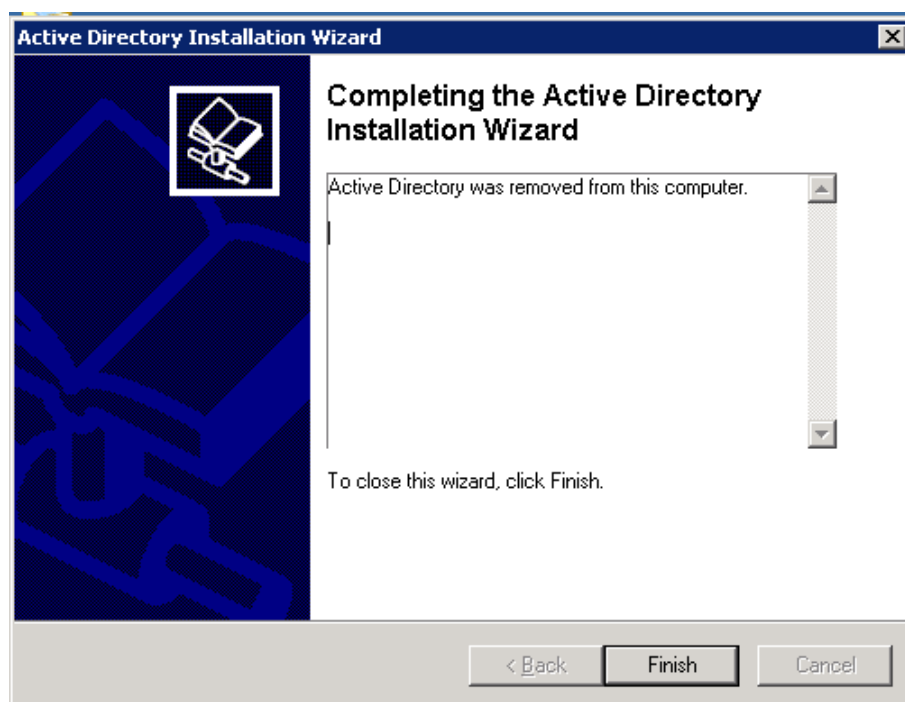 Active Directory Installation Wizard
Completing the Active Directory
Installation Wizard
Active Directory was removed from this computer.
To close this wizard, click Finish.
< Back
Finish
Cancel